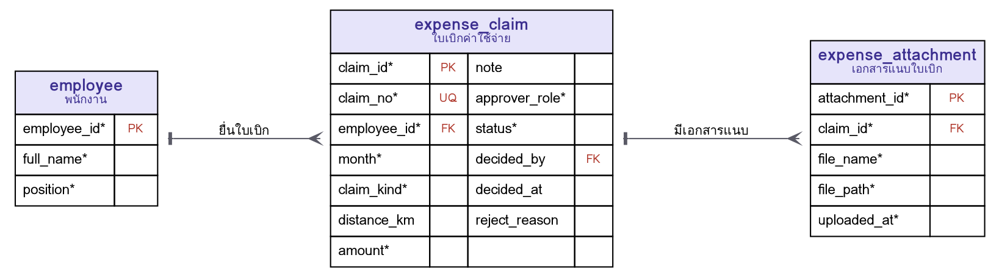 employee
พนักงาน
employee_id* PK
full_name*
position*
ยื่นใบเบิก
expense_claim
ใบเบิกค่าใช้จ่าย
claim_id* PK note
claim_no* UQ approver_role*
employee_id* FK status*
month* decided_by FK
claim_kind* decided_at
distance_km reject_reason
amount*
มีเอกสารแนบ
expense_attachment
เอกสารแนบใบเบิก
attachment_id* PK
claim_id* FK
file_name*
file_path*
uploaded_at*